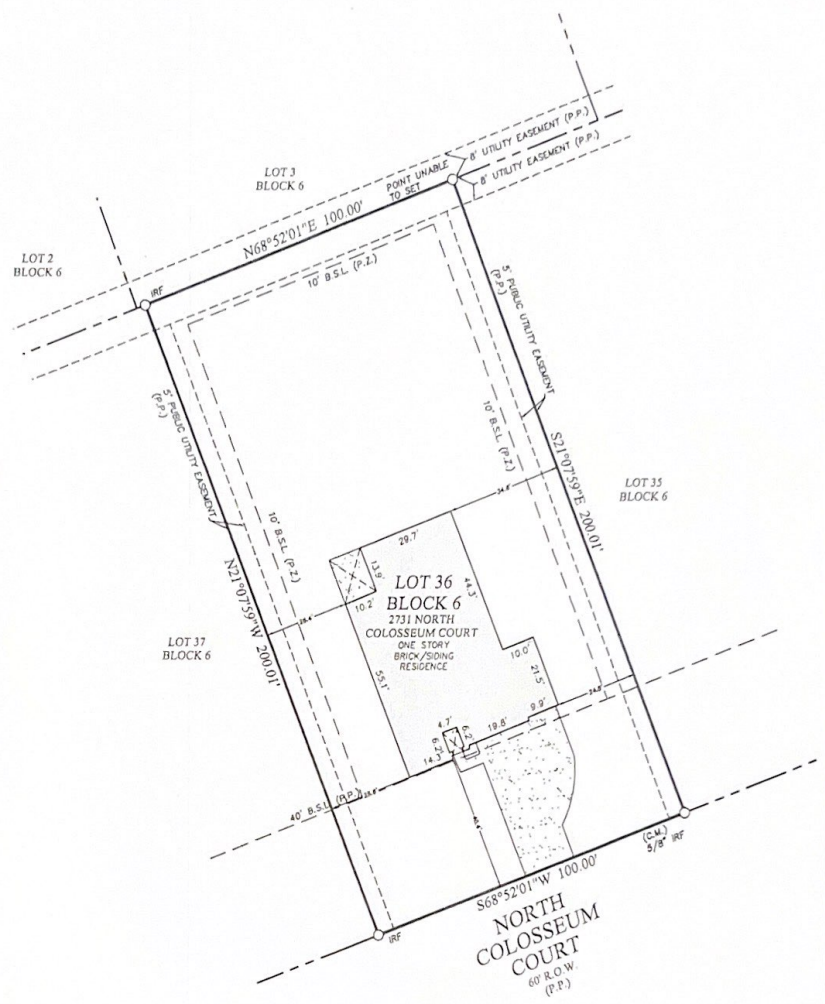 8' UTILITY EASEMENT (P.P.)
8' UTILITY EASEMENT (P.P.)
LOT 3
BLOCK 6
POINT UNABLE
TO SET
N68°52'01"E 100.00'
LOT 2
BLOCK 6
IRF
10' B.S.L (P.Z.)
5' PUBLIC UTILITY EASEMENT
(P.P.)
5' PUBLIC UTILITY EASEMENT
(P.P.)
10' B.S.L (P.Z.)
S21°07'59"E 200.01'
LOT 35
BLOCK 6
10' B.S.L (P.Z.)
29.7'
13.9'
10.2'
44.3'
N21°07'59"W 200.01'
LOT 36
BLOCK 6
2731 NORTH
COLOSSEUM COURT
ONE STORY
BRICK/SIDING
RESIDENCE
LOT 37
BLOCK 6
55.1'
10.0'
21.5'
9.9'
19.8'
4.7'
6.2'
6.2'
14.3'
40' B.S.L (P.P.)
(C.M.)
5/8" IRF
S68°52'01"W 100.00'
IRF
NORTH
COLOSSEUM
COURT
60' R.O.W.
(P.P.)